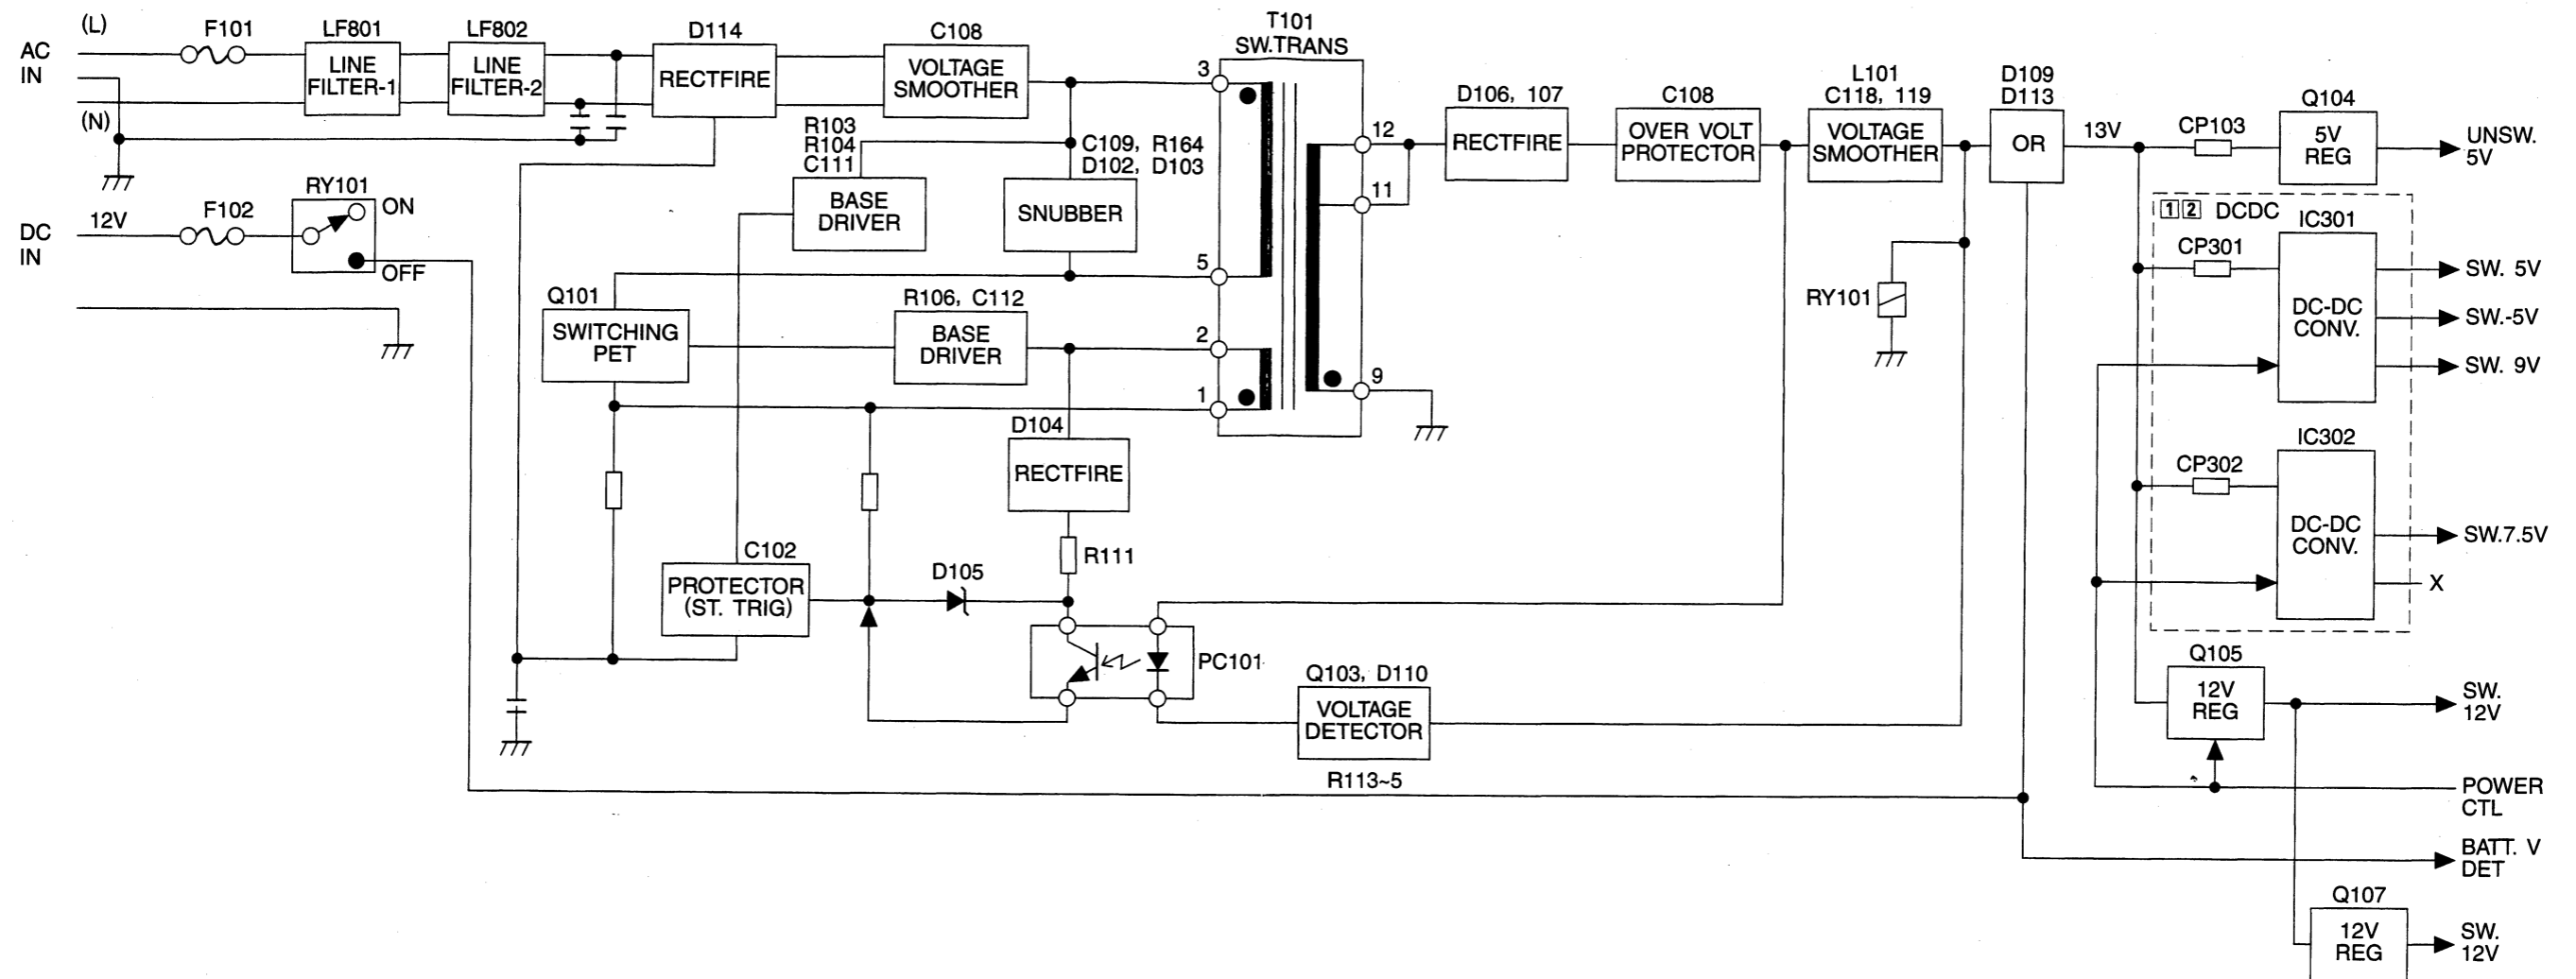 (L)
AC
IN
(N)
F101
LF801
LINE
FILTER-1
LF802
LINE
FILTER-2
D114
RECTFIRE
C108
VOLTAGE
SMOOTHER
T101
SW.TRANS
3
5
2
1
12
11
9
D106, 107
RECTFIRE
C108
OVER VOLT
PROTECTOR
L101
C118, 119
VOLTAGE
SMOOTHER
D109
D113
OR
13V
CP103
Q104
5V
REG
UNSW.
5V
R103
R104
C111
BASE
DRIVER
C109, R164
D102, D103
SNUBBER
DC
IN
12V
F102
RY101
ON
OFF
Q101
SWITCHING
PET
R106, C112
BASE
DRIVER
RY101
1 2 DCDC
CP301
IC301
DC-DC
CONV.
SW. 5V
SW.-5V
SW. 9V
D104
RECTFIRE
R111
CP302
IC302
DC-DC
CONV.
SW.7.5V
X
C102
PROTECTOR
(ST. TRIG)
D105
PC101
Q103, D110
VOLTAGE
DETECTOR
Q105
12V
REG
SW.
12V
R113~5
POWER
CTL
BATT. V
DET
Q107
12V
REG
SW.
12V